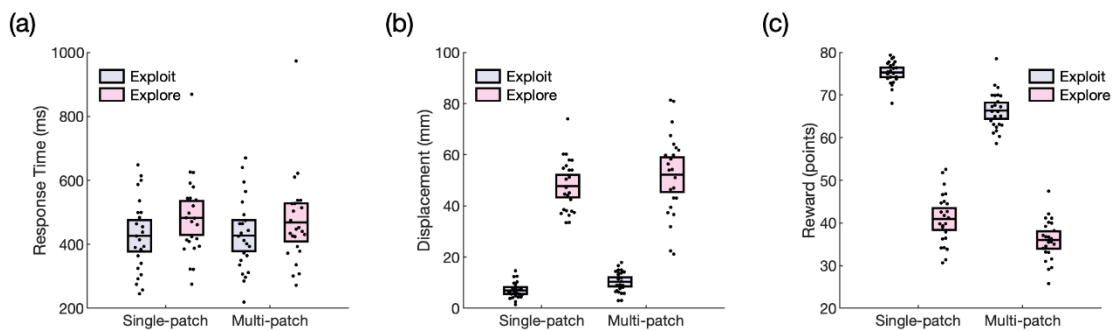 (a)
1000
800
600
400
200
Response Time (ms)
Exploit
Explore
Single-patch Multi-patch
(b)
100
80
60
40
20
0
Displacement (mm)
Exploit
Explore
Single-patch Multi-patch
(c)
80
70
60
50
40
30
20
Reward (points)
Exploit
Explore
Single-patch Multi-patch